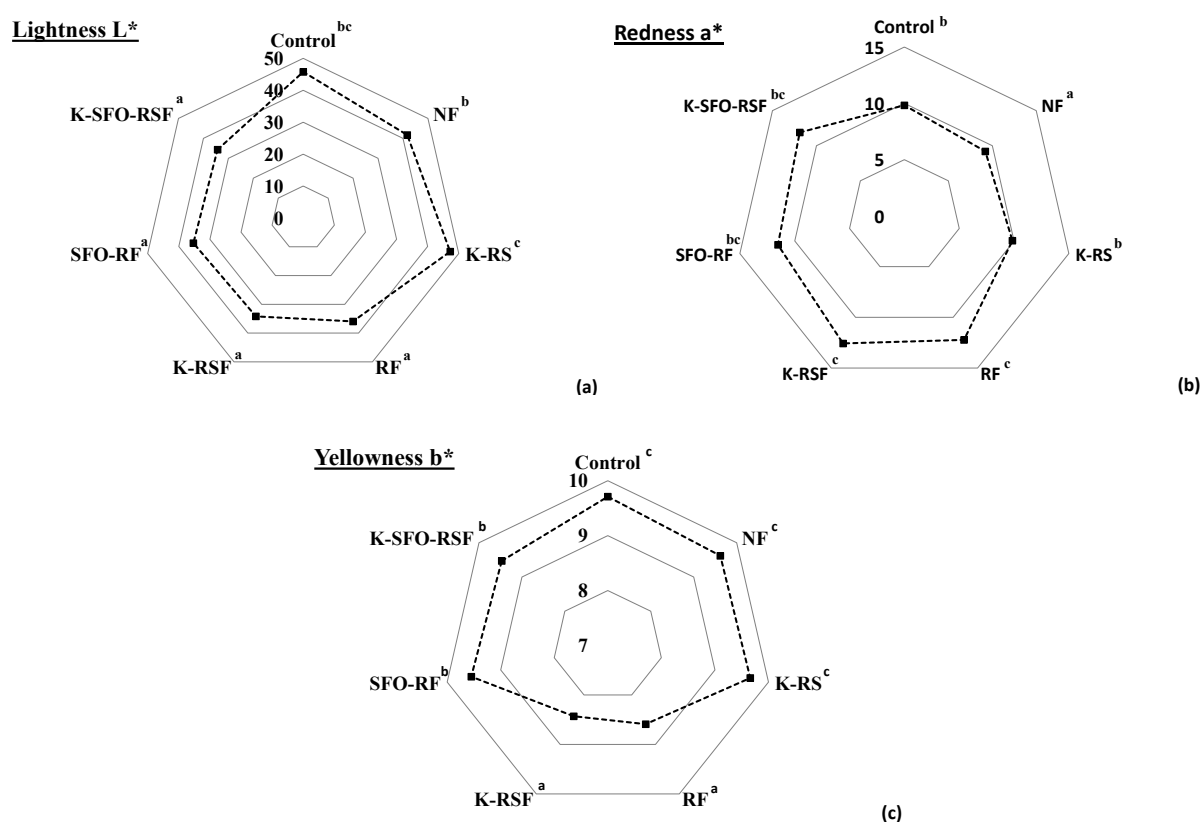 Lightness L*
Control bc
50
40
30
20
10
0
NF b
K-RS c
RF a
K-RSF a
SFO-RF a
K-SFO-RSF a
(a)
Redness a*
Control b
15
10
5
0
NF a
K-RS b
RF c
K-RSF c
SFO-RF bc
K-SFO-RSF bc
(b)
Yellowness b*
Control c
10
9
8
7
NF c
K-RS c
RF a
K-RSF a
SFO-RF b
K-SFO-RSF b
(c)